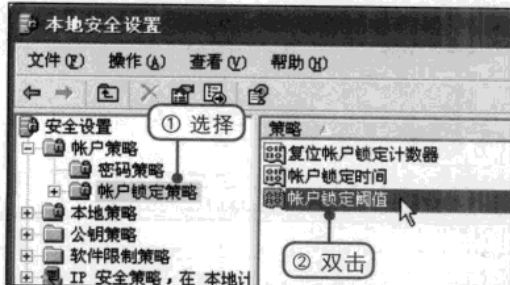 本地安全设置
文件(F) 操作(A) 查看(V) 帮助(H)
安全设置
① 选择
帐户策略
密码策略
帐户锁定策略
本地策略
公钥策略
软件限制策略
IP 安全策略，在 本地计
策略
复位帐户锁定计数器
帐户锁定时间
帐户锁定阈值
② 双击